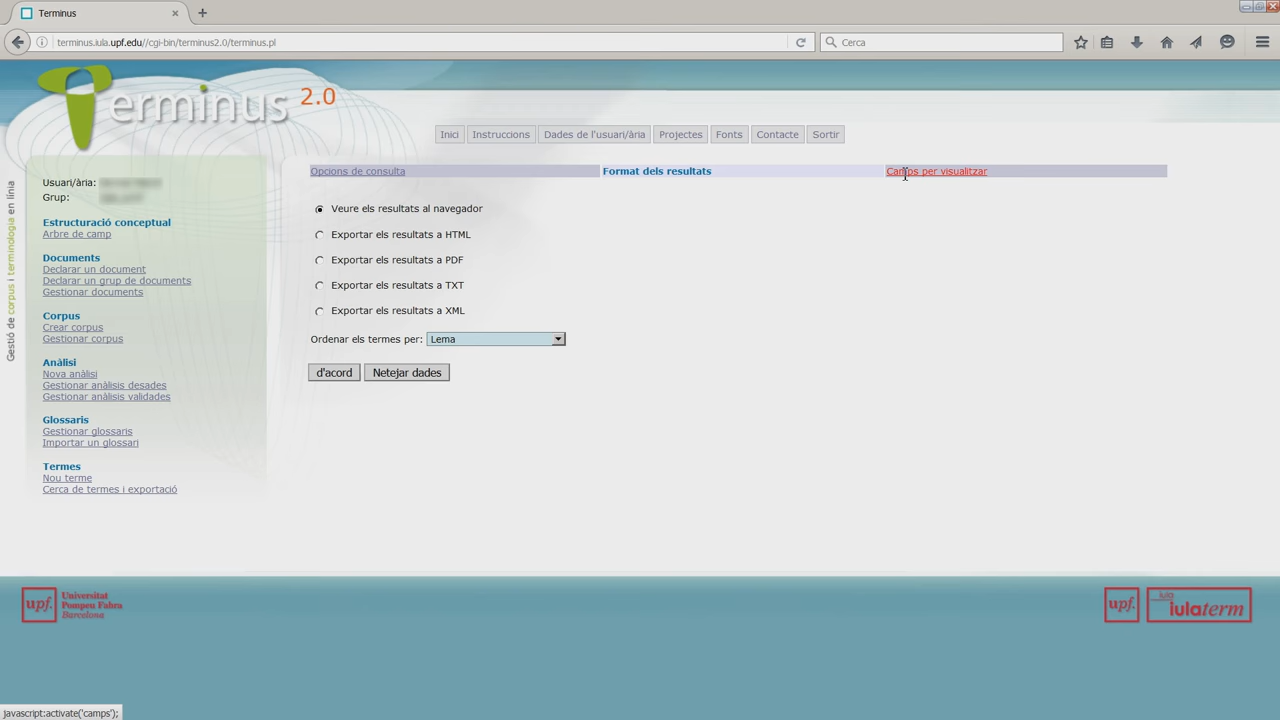 Terminus
terminus.iula.upf.edu//cgi-bin/terminus2.0/terminus.pl
Cerca
erminus 2.0
Inici
Instruccions
Dades de l'usuari/ària
Projectes
Fonts
Contacte
Sortir
Gestió de corpus i terminologia en línia
Usuari/ària:
Grup:
Estructuració conceptual
Arbre de camp
Documents
Declarar un document
Declarar un grup de documents
Gestionar documents
Corpus
Crear corpus
Gestionar corpus
Anàlisi
Nova anàlisi
Gestionar anàlisis desades
Gestionar anàlisis validades
Glossaris
Gestionar glossaris
Importar un glossari
Termes
Nou terme
Cerca de termes i exportació
Opcions de consulta
Format dels resultats
Camps per visualitzar
Veure els resultats al navegador
Exportar els resultats a HTML
Exportar els resultats a PDF
Exportar els resultats a TXT
Exportar els resultats a XML
Ordenar els termes per: Lema
d'acord
Netejar dades
upf.
Universitat
Pompeu Fabra
Barcelona
upf.
iula
iulaterm
javascript:activate('camps');